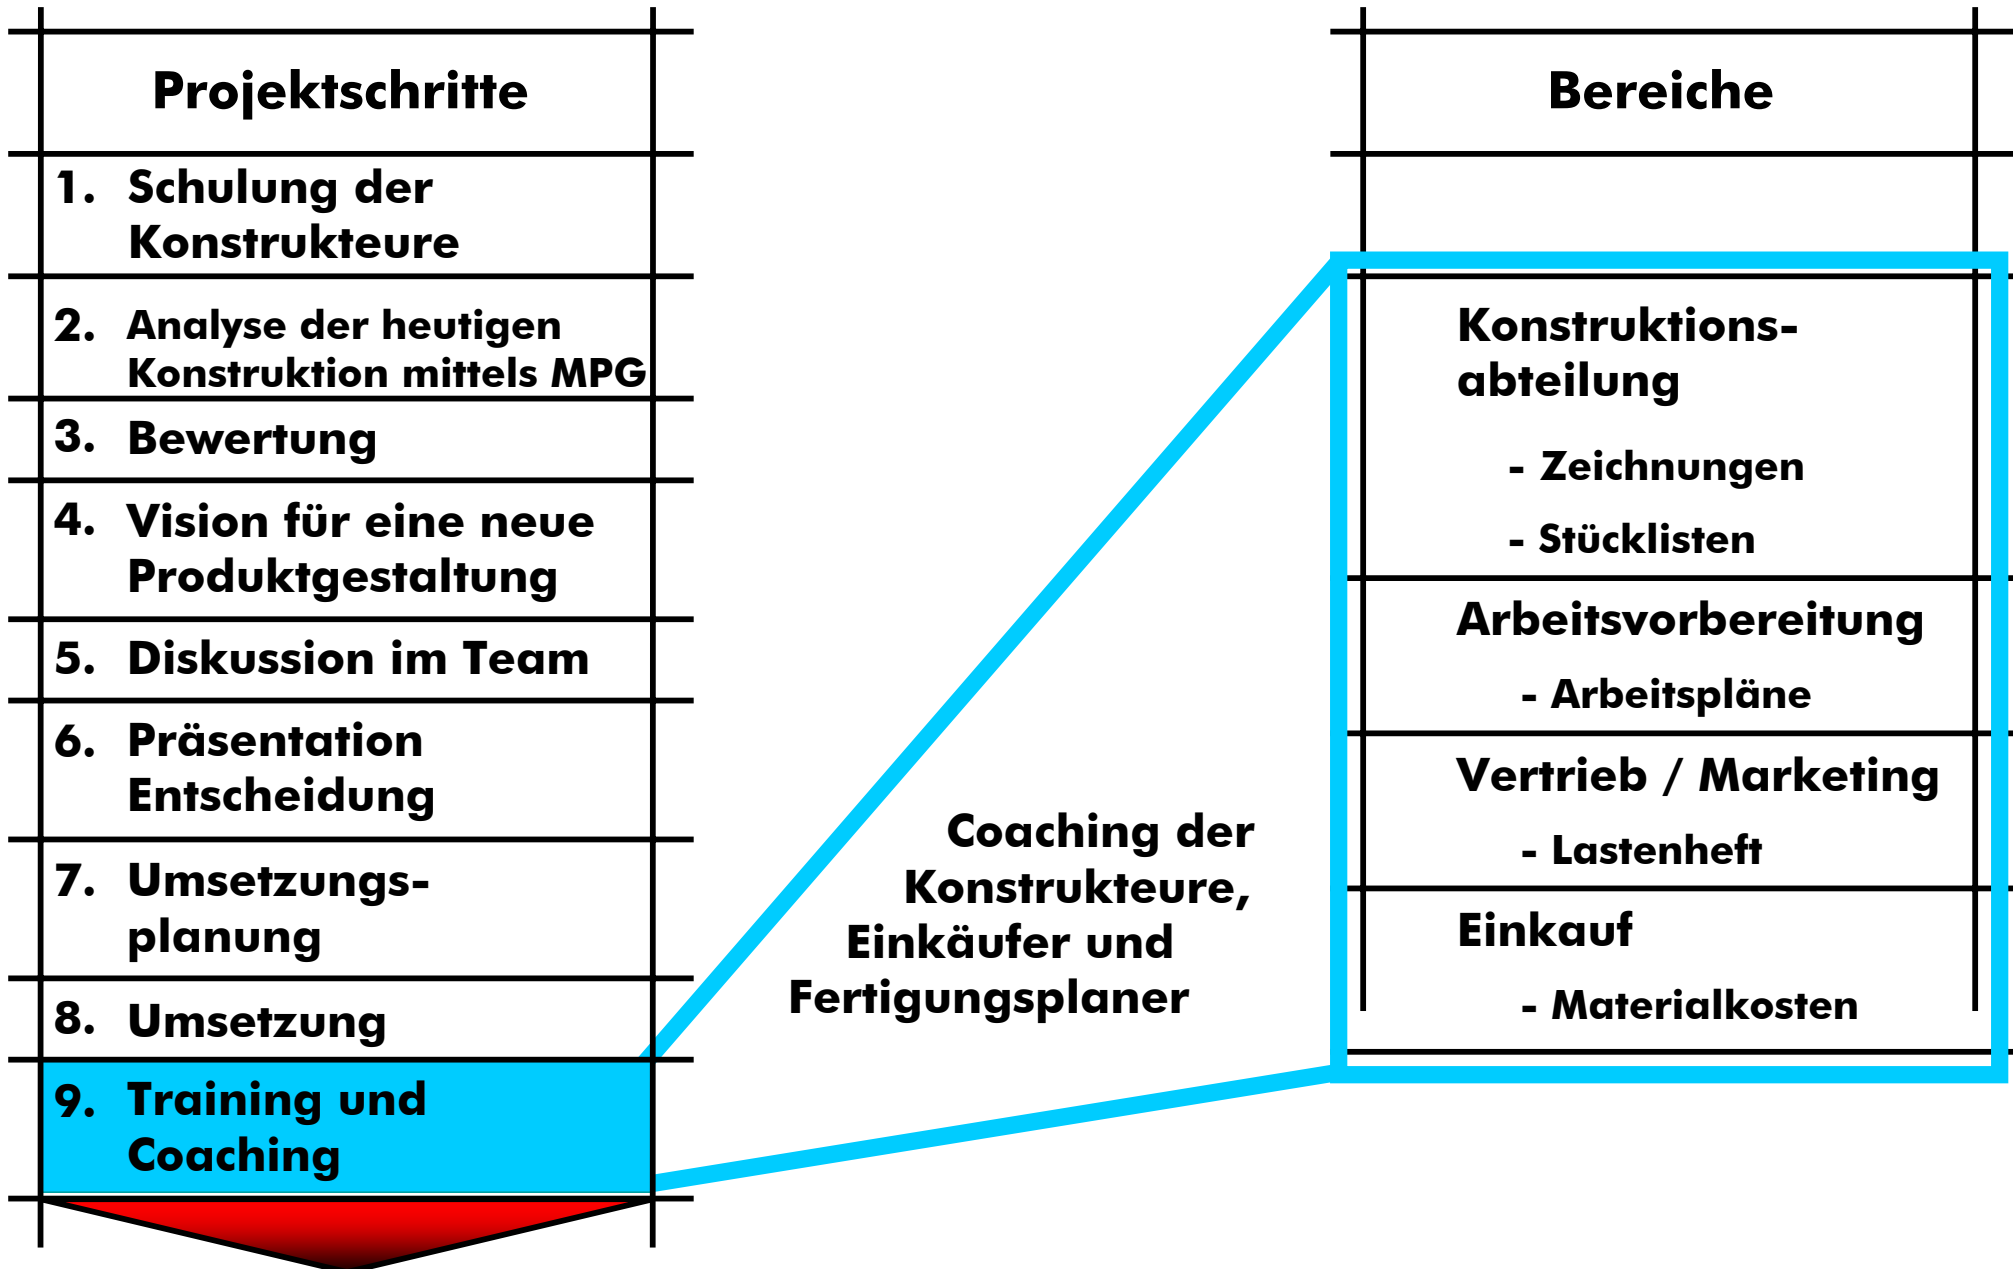 Projektschritte
1. Schulung der
Konstrukteure
2. Analyse der heutigen
Konstruktion mittels MPG
3. Bewertung
4. Vision für eine neue
Produktgestaltung
5. Diskussion im Team
6. Präsentation
Entscheidung
7. Umsetzungs-
planung
8. Umsetzung
9. Training und
Coaching
Coaching der
Konstrukteure,
Einkäufer und
Fertigungsplaner
Bereiche
Konstruktions-
abteilung
- Zeichnungen
- Stücklisten
Arbeitsvorbereitung
- Arbeitspläne
Vertrieb / Marketing
- Lastenheft
Einkauf
- Materialkosten